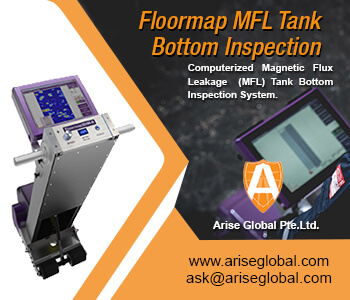 Floormap MFL Tank
Bottom Inspection
Computerized Magnetic Flux
Leakage (MFL) Tank Bottom
Inspection System.
A
Arise Global Pte.Ltd.
www.ariseglobal.com
ask@ariseglobal.com